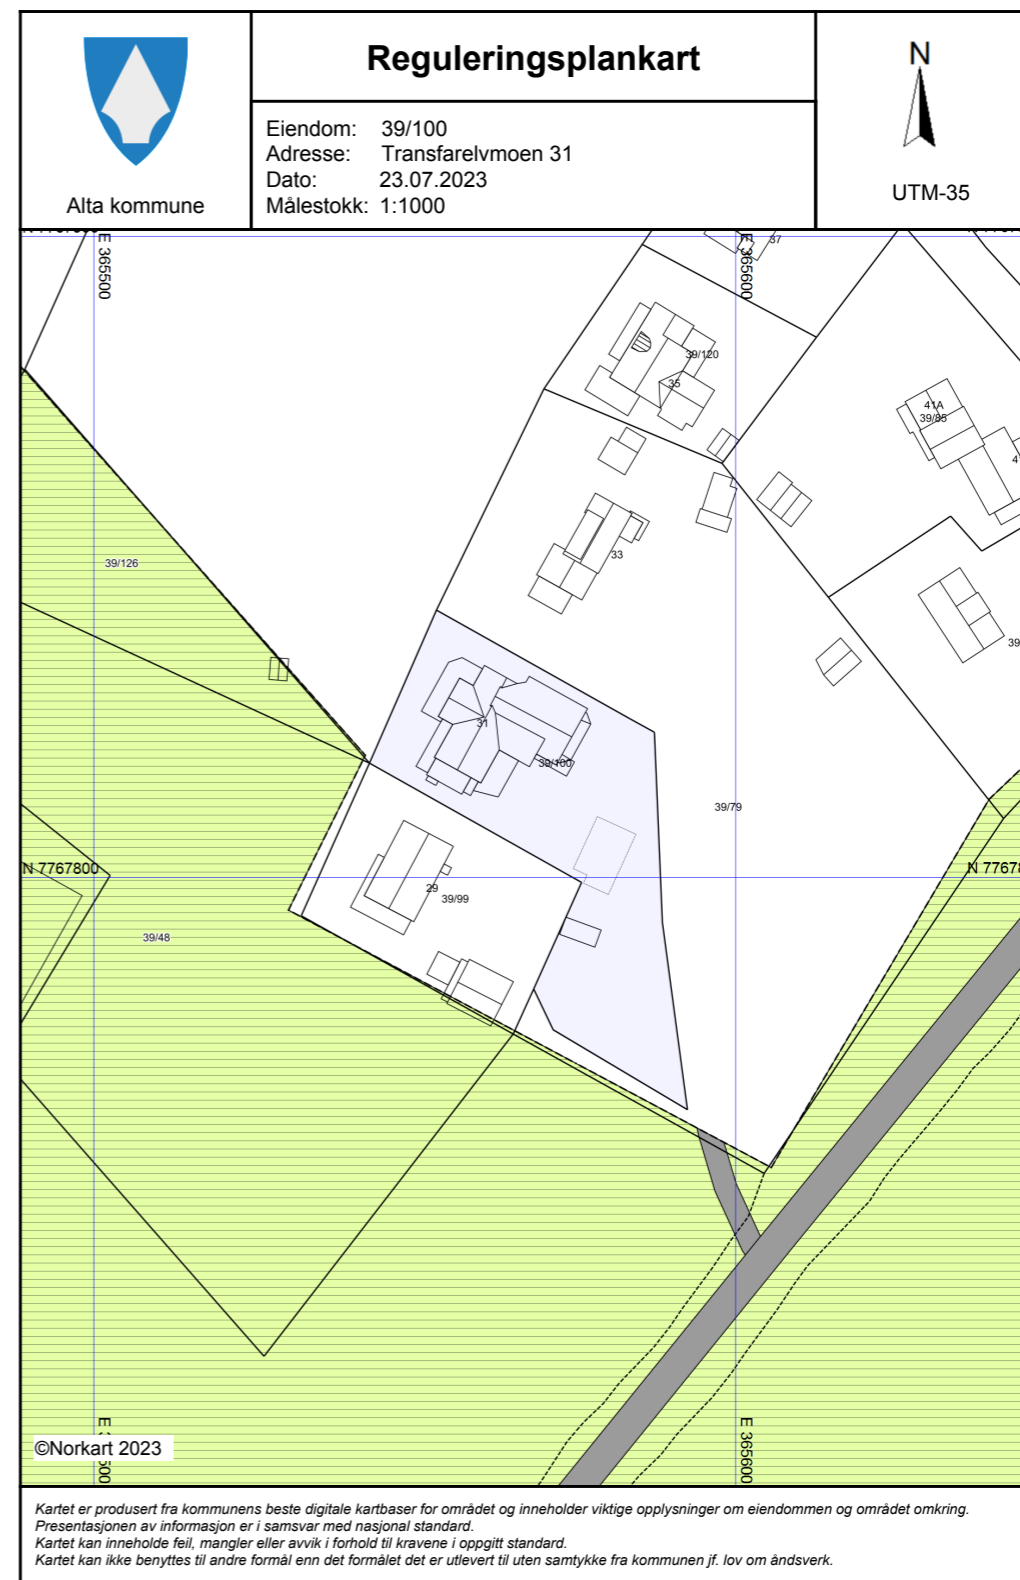 Reguleringsplankart
Alta kommune
Eiendom: 39/100
Adresse: Transfarelvmoen 31
Dato: 23.07.2023
Målestokk: 1:1000
N
UTM-35
E 365500
E 365600
37
39/120
35
41A
39/85
33
39/126
31
39/100
39/79
N 7767800
29
39/99
39/48
E 365600
©Norkart 2023
Kartet er produsert fra kommunens beste digitale kartbaser for området og inneholder viktige opplysninger om eiendommen og området omkring.
Presentasjonen av informasjon er i samsvar med nasjonal standard.
Kartet kan inneholde feil, mangler eller avvik i forhold til kravene i oppgitt standard.
Kartet kan ikke benyttes til andre formål enn det formålet det er utlevert til uten samtykke fra kommunen jf. lov om åndsverk.